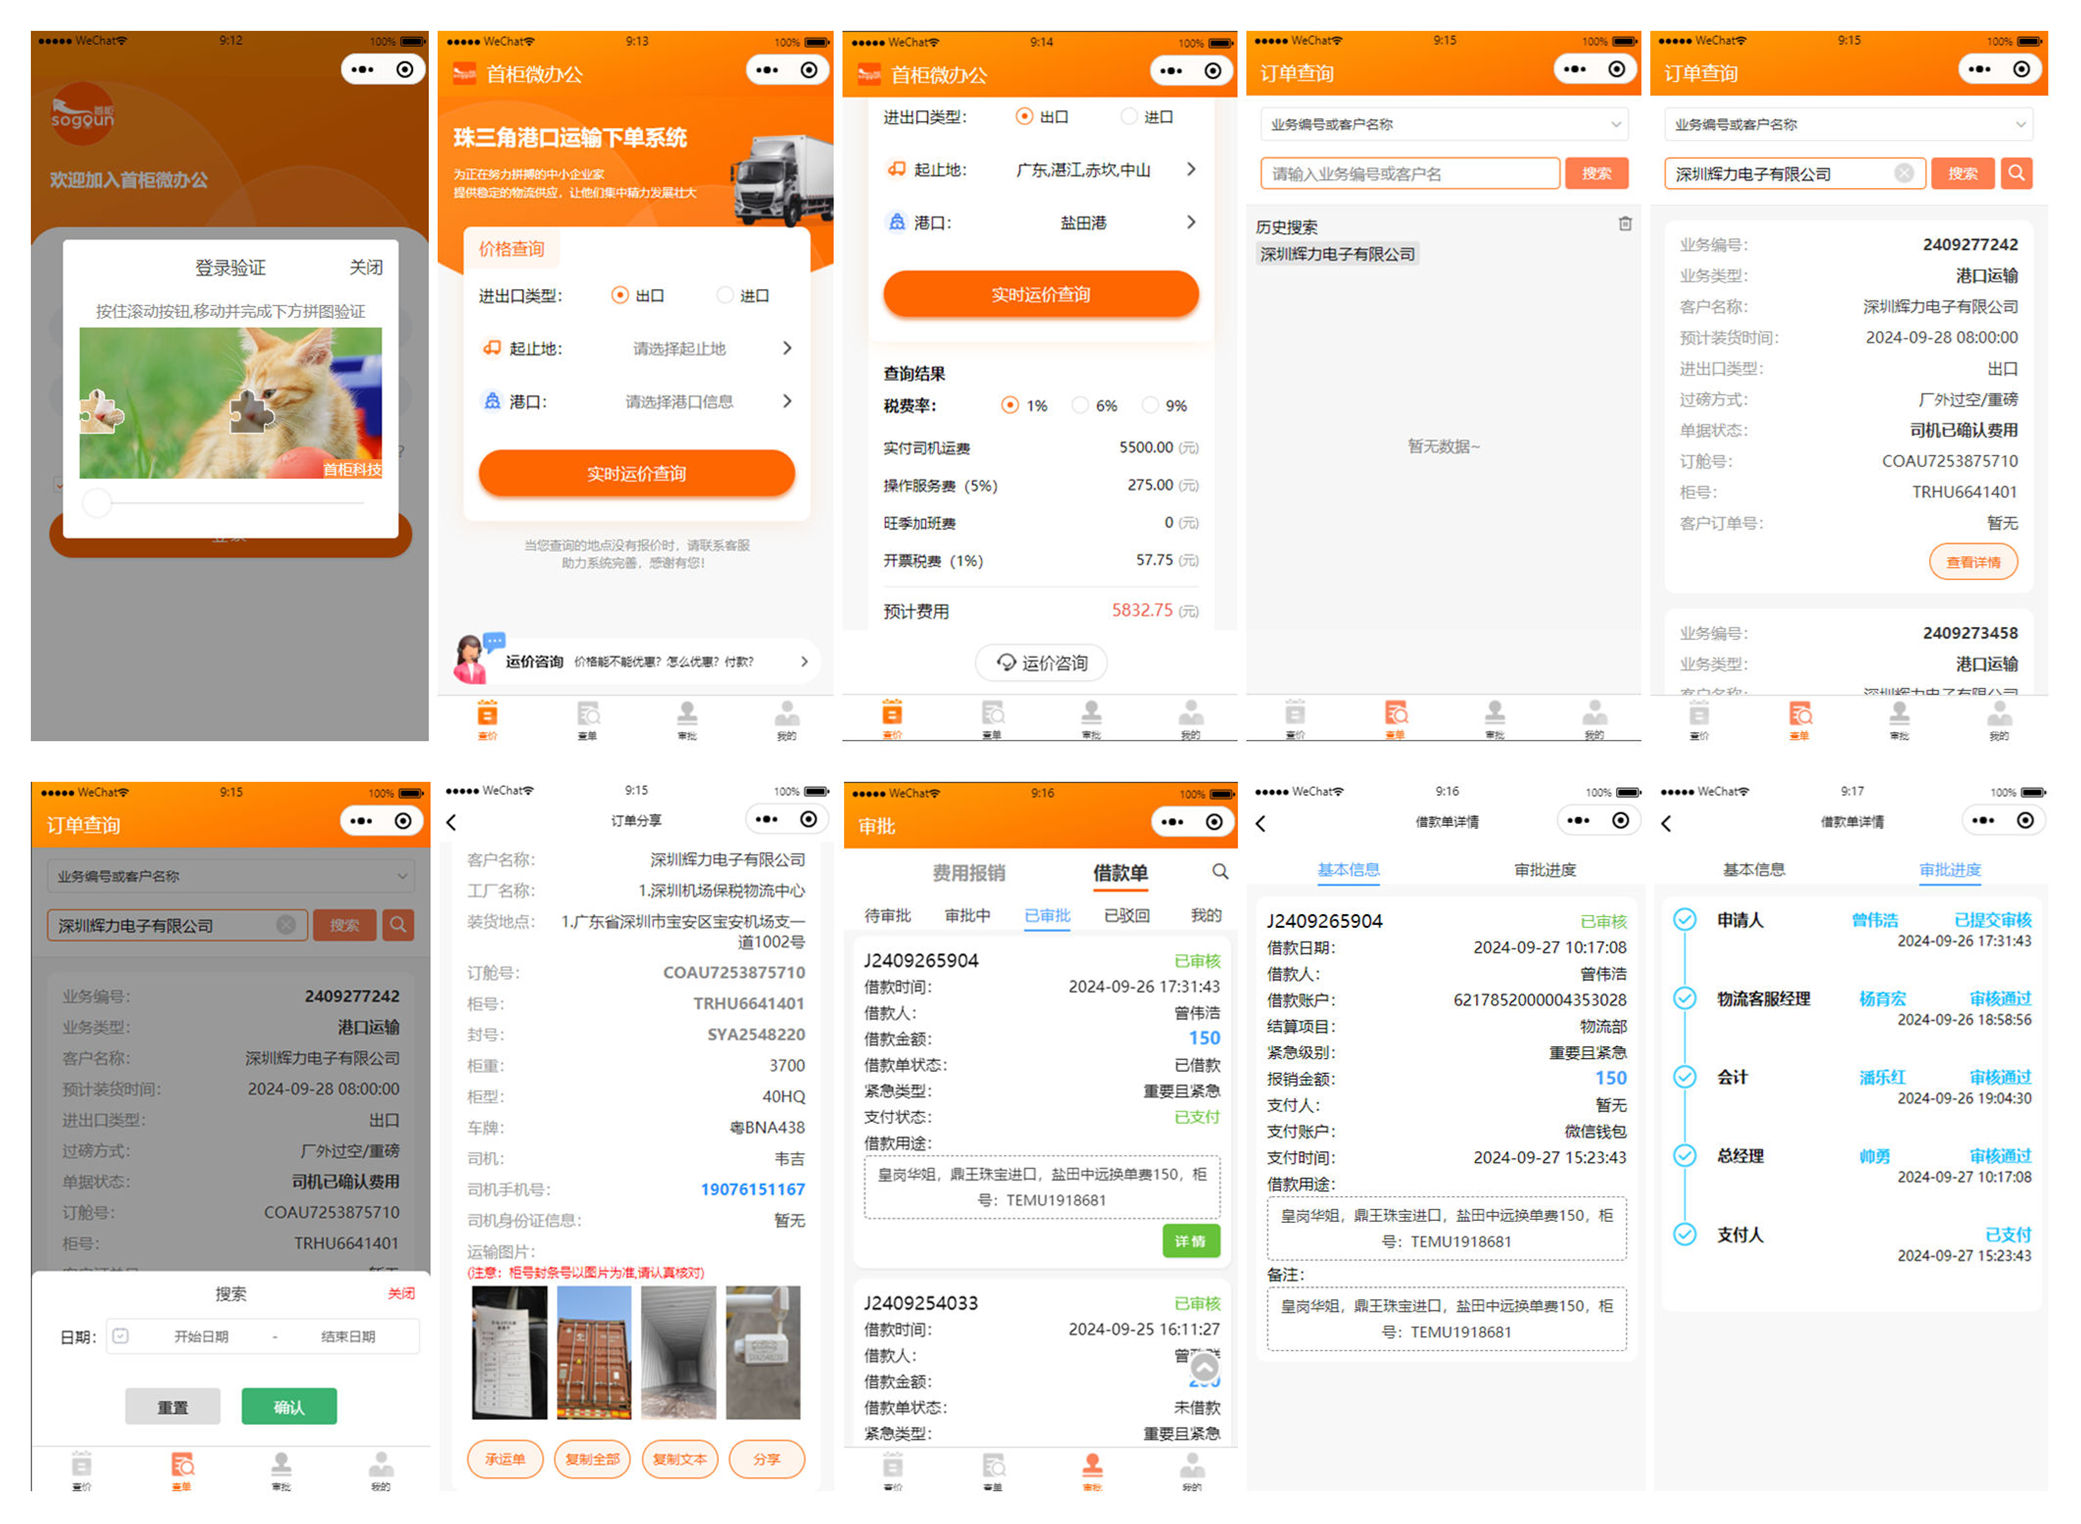 ●●●●● WeChat 9:12 100%
首柜
sogoun
欢迎加入首柜微办公
登录验证 关闭
按住滚动按钮,移动并完成下方拼图验证
首柜科技
●●●●● WeChat 9:13 100%
首柜微办公
珠三角港口运输下单系统
为正在努力拼搏的中小企业家
提供稳定的物流供应，让他们集中精力发展壮大
价格查询
进出口类型： 出口 进口
起止地： 请选择起止地
港口： 请选择港口信息
实时运价查询
当您查询的地点没有报价时，请联系客服
助力系统完善，感谢有您！
运价咨询 价格能不能优惠？怎么优惠？付款？
查价 查单 审批 我的
●●●●● WeChat 9:14 100%
首柜微办公
进出口类型： 出口 进口
起止地： 广东,湛江,赤坎,中山
港口： 盐田港
实时运价查询
查询结果
税费率： 1% 6% 9%
实付司机运费 5500.00 (元)
操作服务费（5%） 275.00 (元)
旺季加班费 0 (元)
开票税费（1%） 57.75 (元)
预计费用 5832.75 (元)
运价咨询
查价 查单 审批 我的
●●●●● WeChat 9:15 100%
订单查询
业务编号或客户名称
请输入业务编号或客户名 搜索
历史搜索
深圳辉力电子有限公司
暂无数据~
查价 查单 审批 我的
●●●●● WeChat 9:15 100%
订单查询
业务编号或客户名称
深圳辉力电子有限公司 搜索
业务编号： 2409277242
业务类型： 港口运输
客户名称： 深圳辉力电子有限公司
预计装货时间： 2024-09-28 08:00:00
进出口类型： 出口
过磅方式： 厂外过空/重磅
单据状态： 司机已确认费用
订舱号： COAU7253875710
柜号： TRHU6641401
客户订单号： 暂无
查看详情
业务编号： 2409273458
业务类型： 港口运输
客户名称： 深圳辉力电子有限公司
查价 查单 审批 我的
●●●●● WeChat 9:15 100%
订单查询
业务编号或客户名称
深圳辉力电子有限公司 搜索
业务编号： 2409277242
业务类型： 港口运输
客户名称： 深圳辉力电子有限公司
预计装货时间： 2024-09-28 08:00:00
进出口类型： 出口
过磅方式： 厂外过空/重磅
单据状态： 司机已确认费用
订舱号： COAU7253875710
柜号： TRHU6641401
搜索 关闭
日期： 开始日期 - 结束日期
重置 确认
查价 查单 审批 我的
●●●●● WeChat 9:15 100%
订单分享
客户名称： 深圳辉力电子有限公司
工厂名称： 1.深圳机场保税物流中心
装货地点： 1.广东省深圳市宝安区宝安机场支一
道1002号
订舱号： COAU7253875710
柜号： TRHU6641401
封号： SYA2548220
柜重： 3700
柜型： 40HQ
车牌： 粤BNA438
司机： 韦吉
司机手机号： 19076151167
司机身份证信息： 暂无
运输图片：
(注意：柜号封条号以图片为准,请认真核对)
承运单 复制全部 复制文本 分享
●●●●● WeChat 9:16 100%
审批
费用报销 借款单
待审批 审批中 已审批 已驳回 我的
J2409265904 已审核
借款时间： 2024-09-26 17:31:43
借款人： 曾伟浩
借款金额： 150
借款单状态： 已借款
紧急类型： 重要且紧急
支付状态： 已支付
借款用途：
皇岗华姐，鼎王珠宝进口，盐田中远换单费150，柜
号：TEMU1918681
详情
J2409254033 已审核
借款时间： 2024-09-25 16:11:27
借款人：
借款金额：
借款单状态： 未借款
紧急类型： 重要且紧急
查价 查单 审批 我的
●●●●● WeChat 9:16 100%
借款单详情
基本信息 审批进度
J2409265904 已审核
借款日期： 2024-09-27 10:17:08
借款人： 曾伟浩
借款账户： 6217852000004353028
结算项目： 物流部
紧急级别： 重要且紧急
报销金额： 150
支付人： 暂无
支付账户： 微信钱包
支付时间： 2024-09-27 15:23:43
借款用途：
皇岗华姐，鼎王珠宝进口，盐田中远换单费150，柜
号：TEMU1918681
备注：
皇岗华姐，鼎王珠宝进口，盐田中远换单费150，柜
号：TEMU1918681
●●●●● WeChat 9:17 100%
借款单详情
基本信息 审批进度
申请人 曾伟浩 已提交审核
2024-09-26 17:31:43
物流客服经理 杨育宏 审核通过
2024-09-26 18:58:56
会计 潘乐红 审核通过
2024-09-26 19:04:30
总经理 帅勇 审核通过
2024-09-27 10:17:08
支付人 已支付
2024-09-27 15:23:43